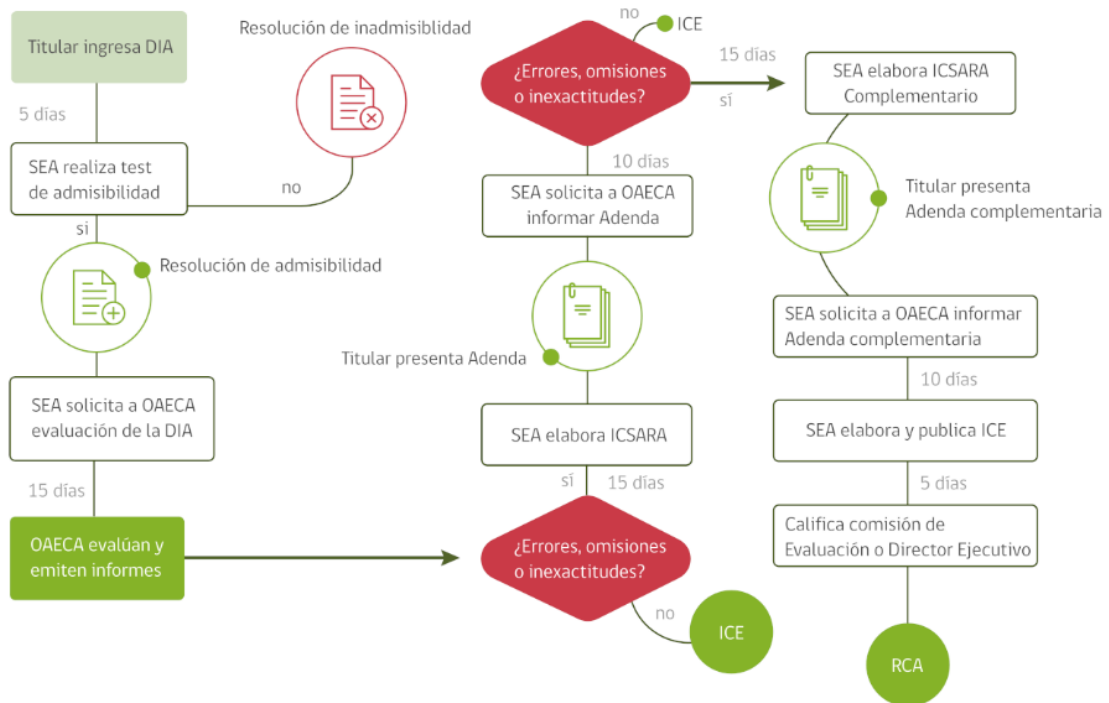 Titular ingresa DIA
5 días
SEA realiza test
de admisibilidad
no
Resolución de inadmisiblidad
si
Resolución de admisibilidad
SEA solicita a OAECA
evaluación de la DIA
15 días
OAECA evalúan y
emiten informes
¿Errores, omisiones
o inexactitudes?
no
ICE
sí
15 días
SEA elabora ICSARA
Titular presenta Adenda
SEA solicita a OAECA
informar Adenda
10 días
¿Errores, omisiones
o inexactitudes?
no
ICE
15 días
sí
SEA elabora ICSARA
Complementario
Titular presenta
Adenda complementaria
SEA solicita a OAECA informar
Adenda complementaria
10 días
SEA elabora y publica ICE
5 días
Califica comisión de
Evaluación o Director Ejecutivo
RCA